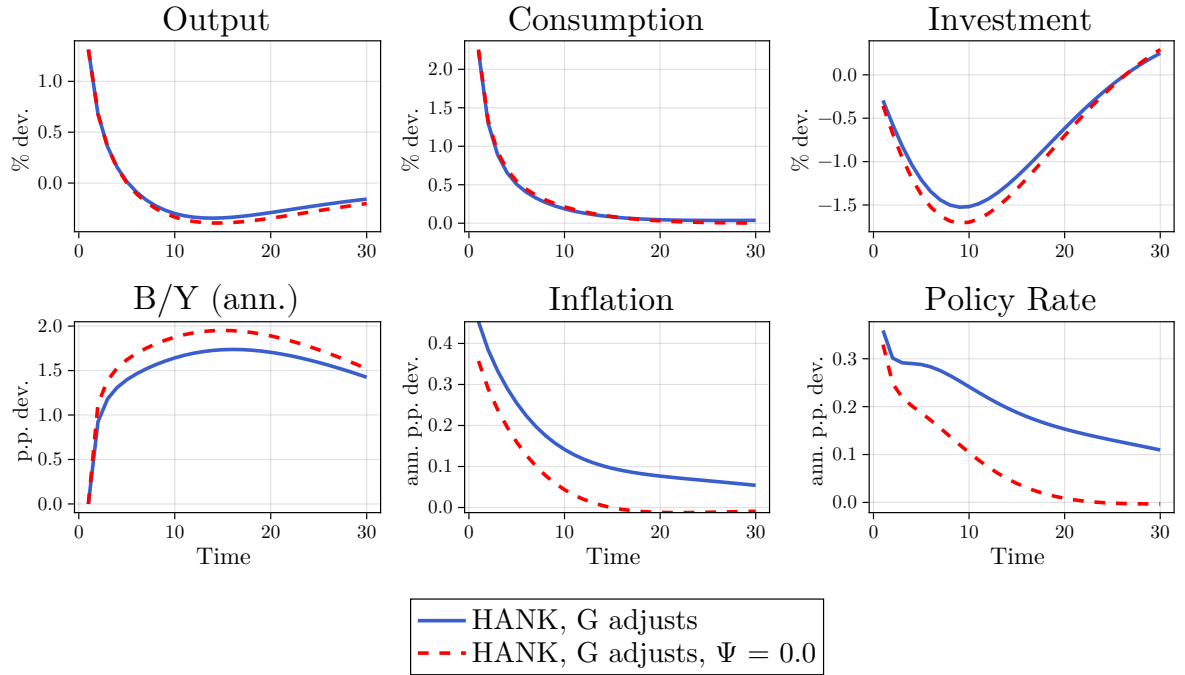 Output
Consumption
Investment
% dev.
1.0
0.5
0.0
0
10
20
30
% dev.
2.0
1.5
1.0
0.5
0.0
0
10
20
30
% dev.
0.0
−0.5
−1.0
−1.5
0
10
20
30
B/Y (ann.)
Inflation
Policy Rate
p.p. dev.
2.0
1.5
1.0
0.5
0.0
0
10
20
30
Time
ann. p.p. dev.
0.4
0.3
0.2
0.1
0.0
0
10
20
30
Time
ann. p.p. dev.
0.3
0.2
0.1
0.0
0
10
20
30
Time
HANK, G adjusts
HANK, G adjusts, Ψ = 0.0